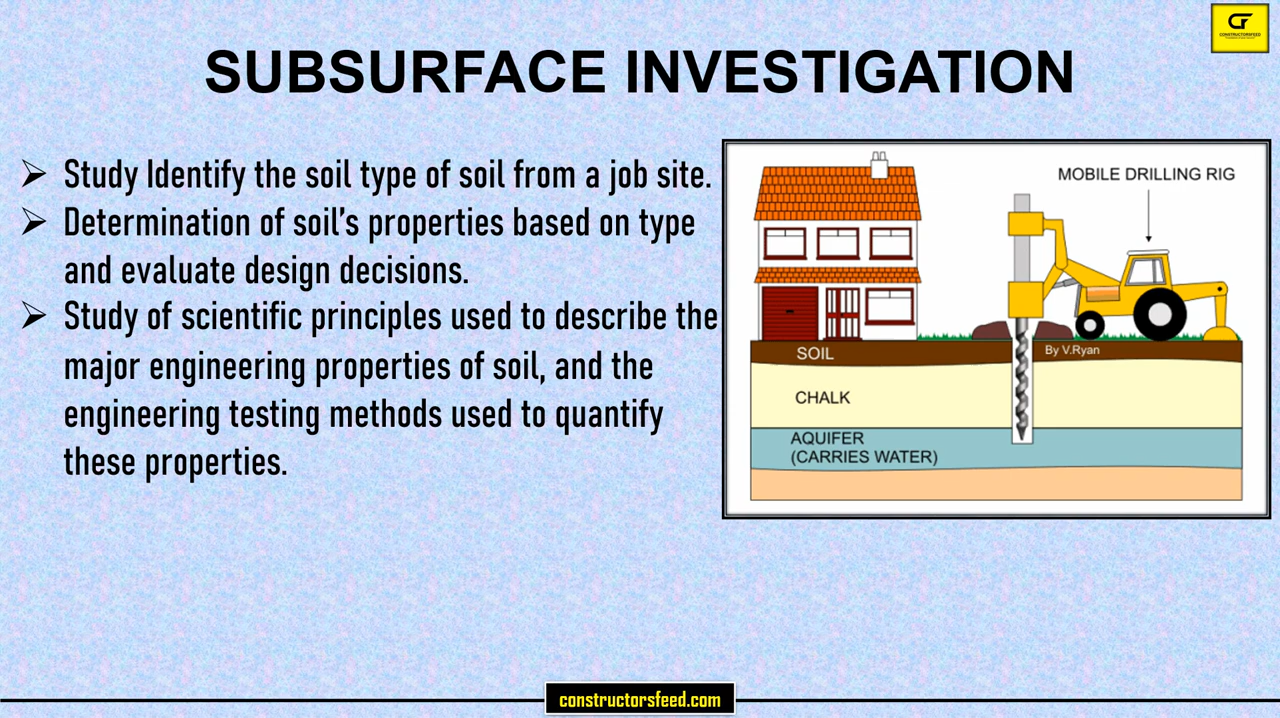 CONSTRUCTORSFEED
SUBSURFACE INVESTIGATION
➢ Study Identify the soil type of soil from a job site.
➢ Determination of soil's properties based on type
and evaluate design decisions.
➢ Study of scientific principles used to describe the
major engineering properties of soil, and the
engineering testing methods used to quantify
these properties.
MOBILE DRILLING RIG
SOIL
By V.Ryan
CHALK
AQUIFER
(CARRIES WATER)
constructorsfeed.com